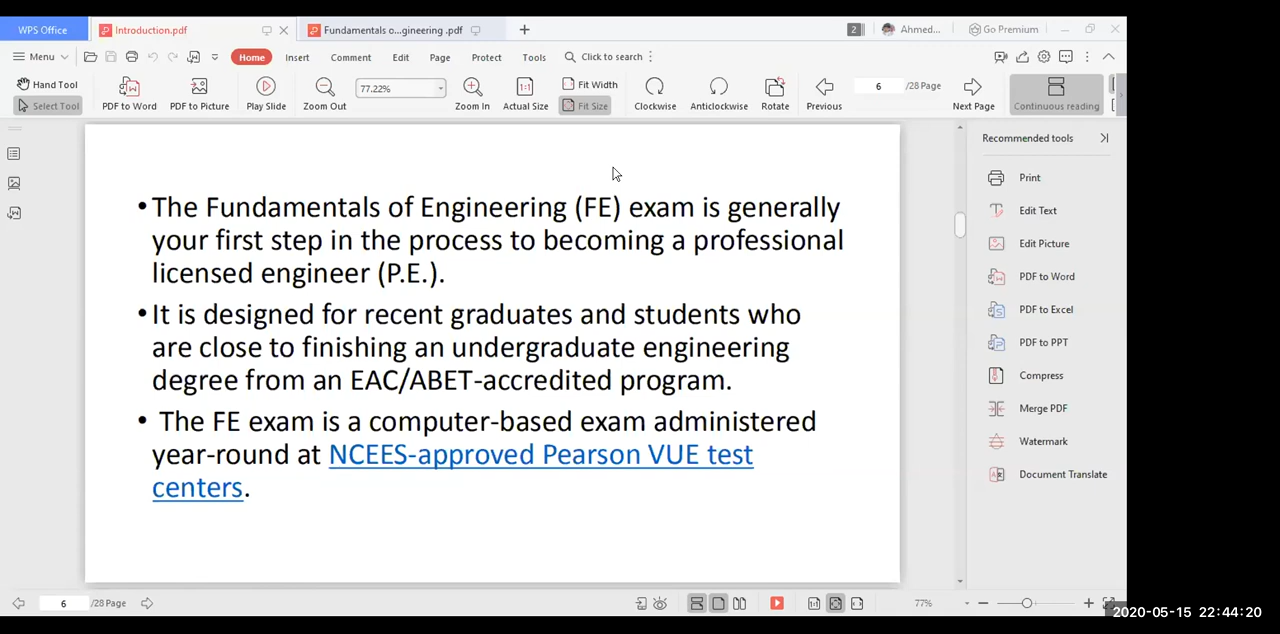 WPS Office
Introduction.pdf
Fundamentals o...gineering .pdf
2
Ahmed...
Go Premium
Menu
Home
Insert
Comment
Edit
Page
Protect
Tools
Click to search
Hand Tool
Select Tool
PDF to Word
PDF to Picture
Play Slide
Zoom Out
77.22%
Zoom In
1:1
Actual Size
Fit Width
Fit Size
Clockwise
Anticlockwise
Rotate
Previous
6
/28 Page
Next Page
Continuous reading
•The Fundamentals of Engineering (FE) exam is generally
your first step in the process to becoming a professional
licensed engineer (P.E.).
•It is designed for recent graduates and students who
are close to finishing an undergraduate engineering
degree from an EAC/ABET-accredited program.
• The FE exam is a computer-based exam administered
year-round at NCEES-approved Pearson VUE test
centers.
Recommended tools
Print
Edit Text
Edit Picture
PDF to Word
PDF to Excel
PDF to PPT
Compress
Merge PDF
Watermark
Document Translate
6
/28 Page
77%
2020-05-15 22:44:20